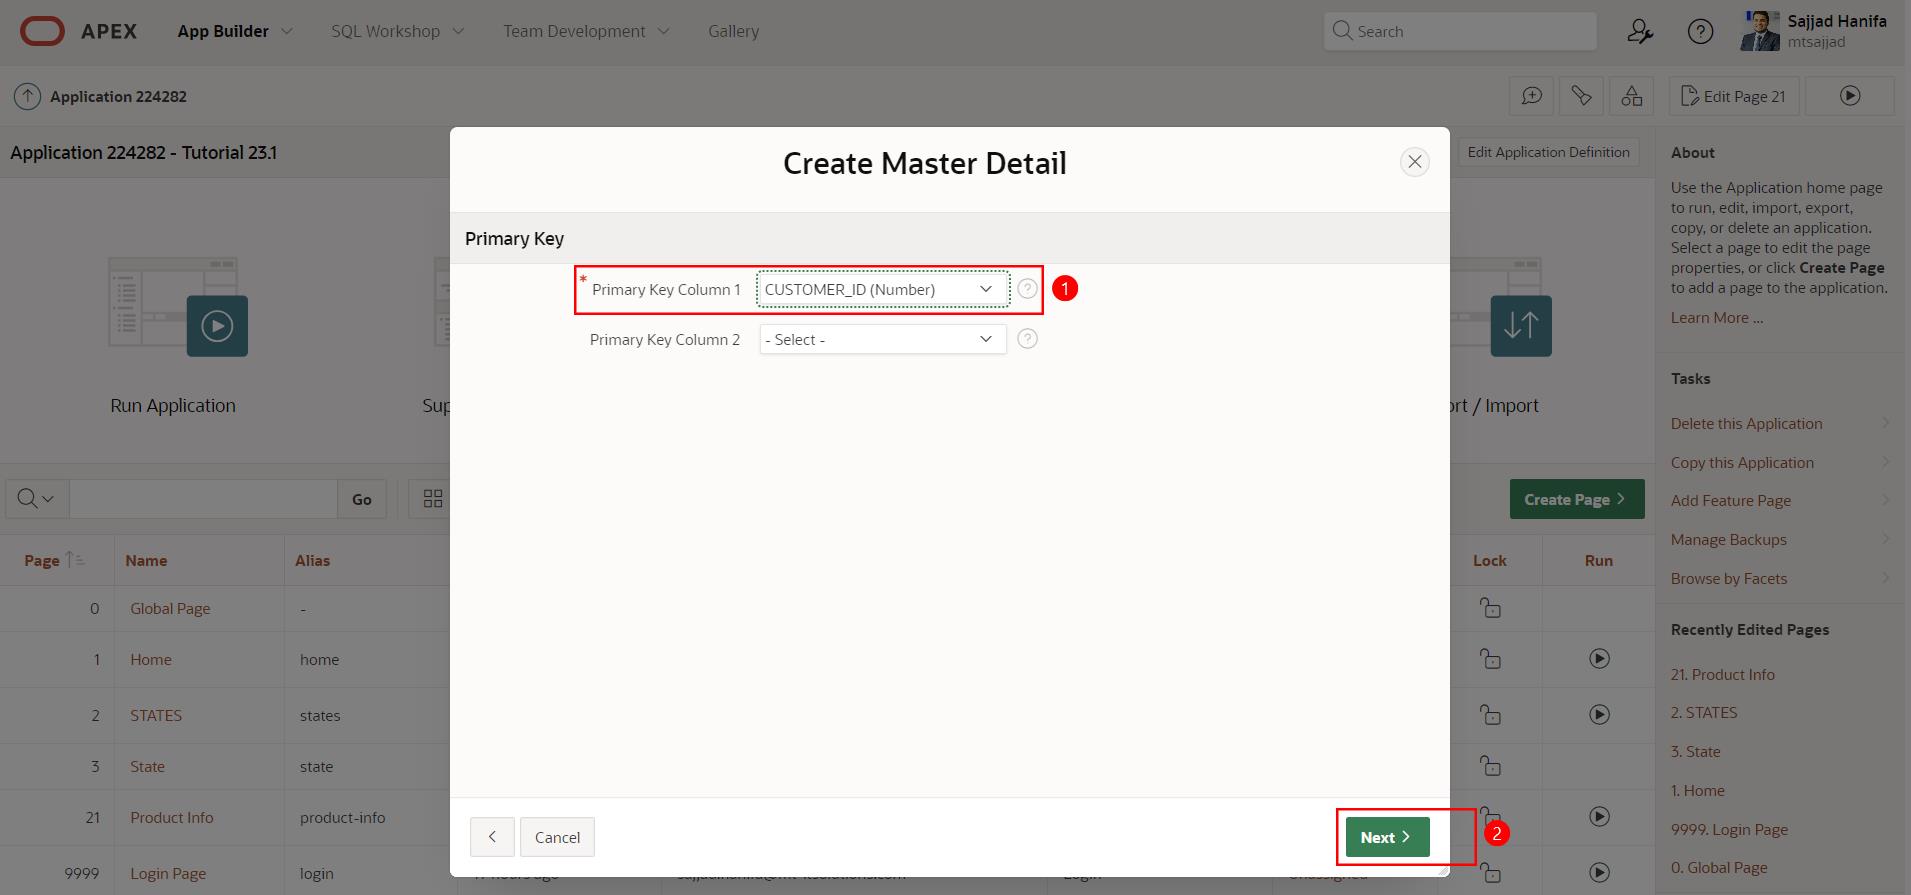 APEX
App Builder
SQL Workshop
Team Development
Gallery
Search
Sajjad Hanifa
mtsajjad
Application 224282
Edit Page 21
Application 224282 - Tutorial 23.1
Edit Application Definition
Create Master Detail
Primary Key
* Primary Key Column 1 CUSTOMER_ID (Number) ? 1
Primary Key Column 2 - Select - ?
Cancel
Next
2
Run Application
Sup
ort / Import
Go
Create Page
Page Name Alias Lock Run
0 Global Page -
1 Home home
2 STATES states
3 State state
21 Product Info product-info
9999 Login Page login
About
Use the Application home page
to run, edit, import, export,
copy, or delete an application.
Select a page to edit the page
properties, or click Create Page
to add a page to the application.
Learn More ...
Tasks
Delete this Application
Copy this Application
Add Feature Page
Manage Backups
Browse by Facets
Recently Edited Pages
21. Product Info
2. STATES
3. State
1. Home
9999. Login Page
0. Global Page